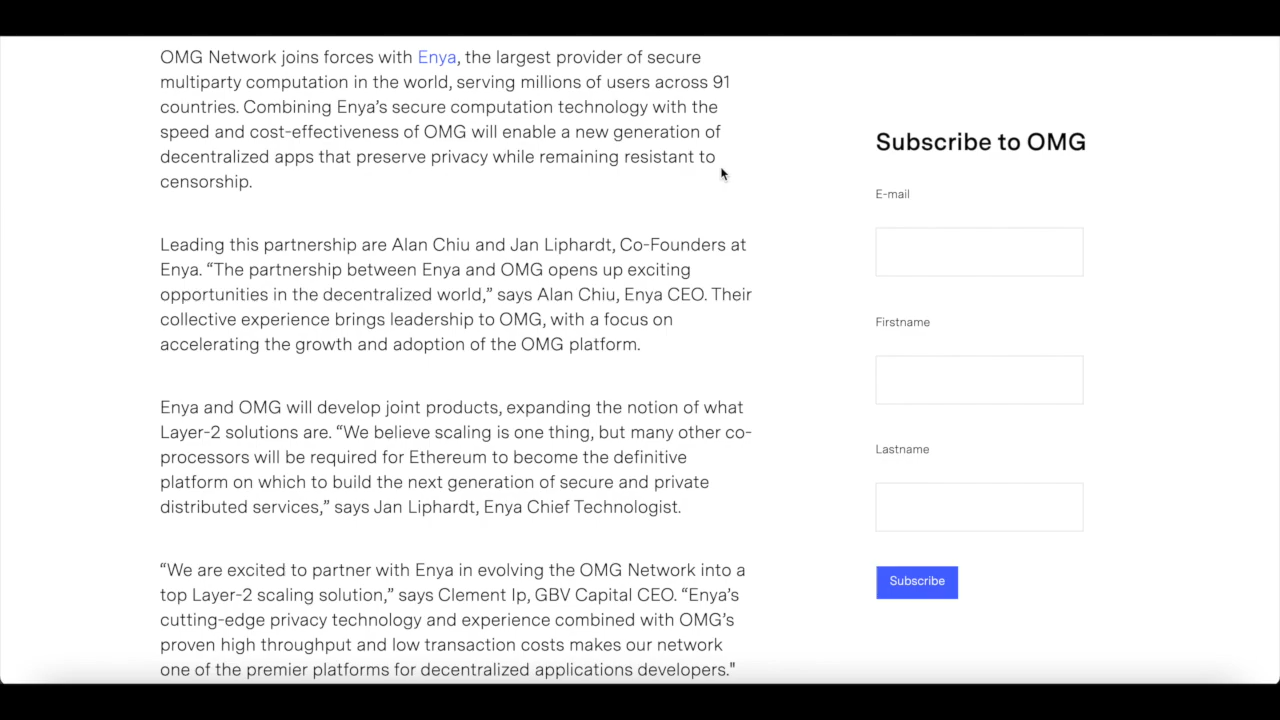 OMG Network joins forces with Enya, the largest provider of secure
multiparty computation in the world, serving millions of users across 91
countries. Combining Enya’s secure computation technology with the
speed and cost-effectiveness of OMG will enable a new generation of
decentralized apps that preserve privacy while remaining resistant to
censorship.
Leading this partnership are Alan Chiu and Jan Liphardt, Co-Founders at
Enya. “The partnership between Enya and OMG opens up exciting
opportunities in the decentralized world,” says Alan Chiu, Enya CEO. Their
collective experience brings leadership to OMG, with a focus on
accelerating the growth and adoption of the OMG platform.
Enya and OMG will develop joint products, expanding the notion of what
Layer-2 solutions are. “We believe scaling is one thing, but many other co-
processors will be required for Ethereum to become the definitive
platform on which to build the next generation of secure and private
distributed services,” says Jan Liphardt, Enya Chief Technologist.
“We are excited to partner with Enya in evolving the OMG Network into a
top Layer-2 scaling solution,” says Clement Ip, GBV Capital CEO. “Enya’s
cutting-edge privacy technology and experience combined with OMG’s
proven high throughput and low transaction costs makes our network
one of the premier platforms for decentralized applications developers."
Subscribe to OMG
E-mail
Firstname
Lastname
Subscribe